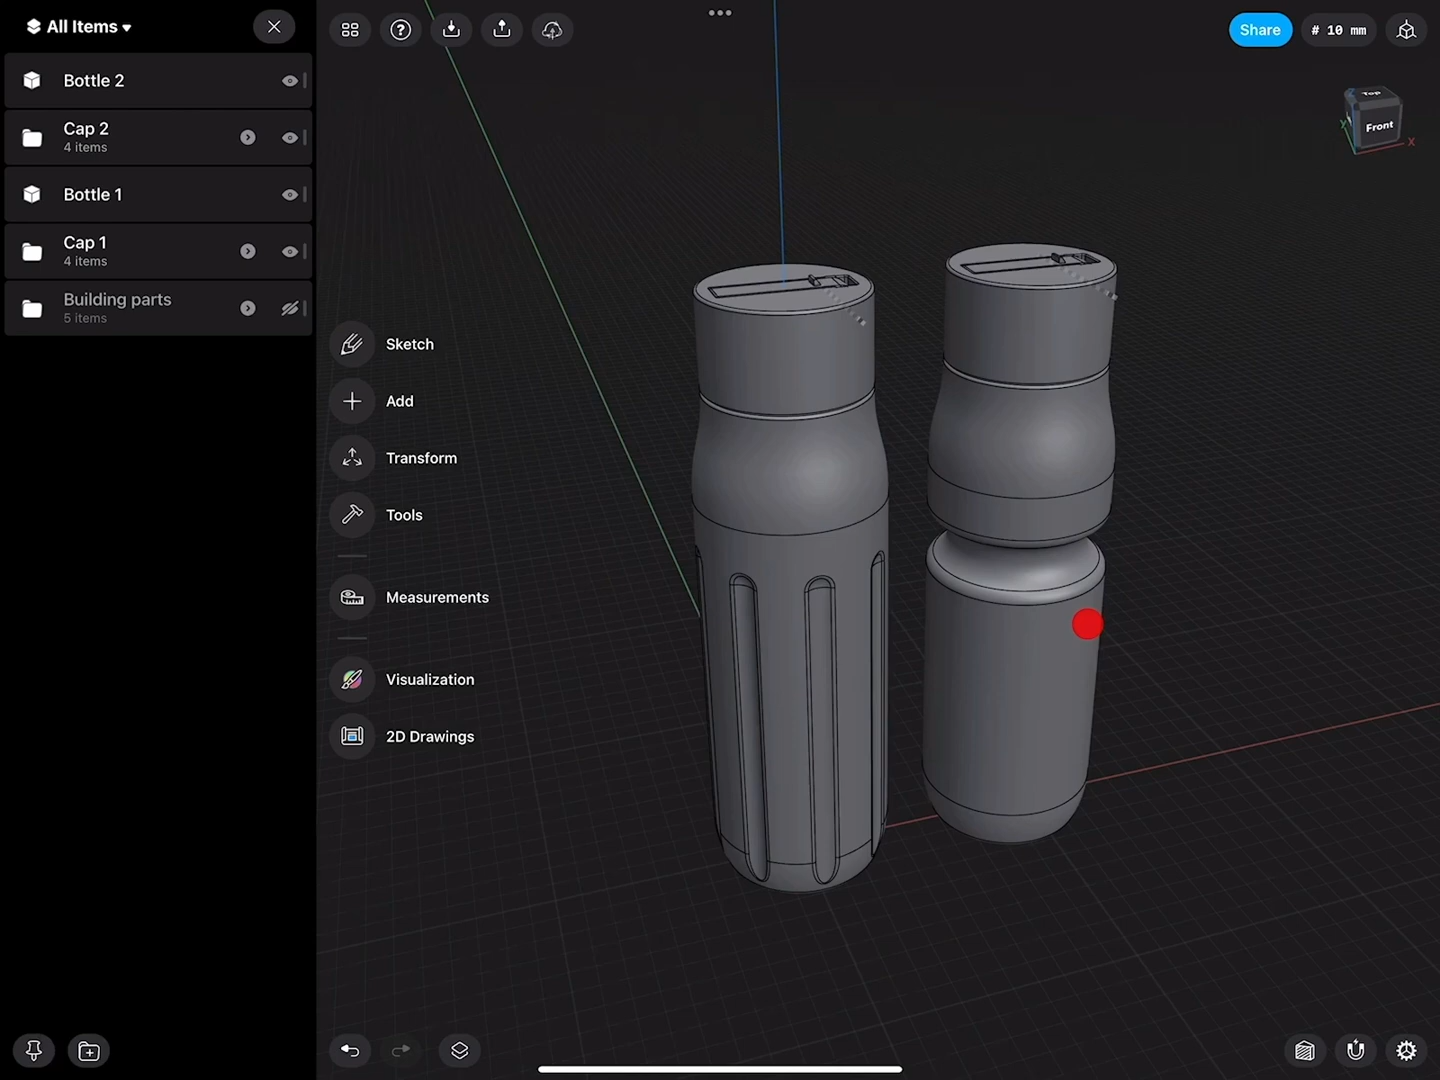 All Items
Share
# 10 mm
Bottle 2
Cap 2
4 items
Bottle 1
Cap 1
4 items
Building parts
5 items
Sketch
Add
Transform
Tools
Measurements
Visualization
2D Drawings
Top
Front
Z
Y
X